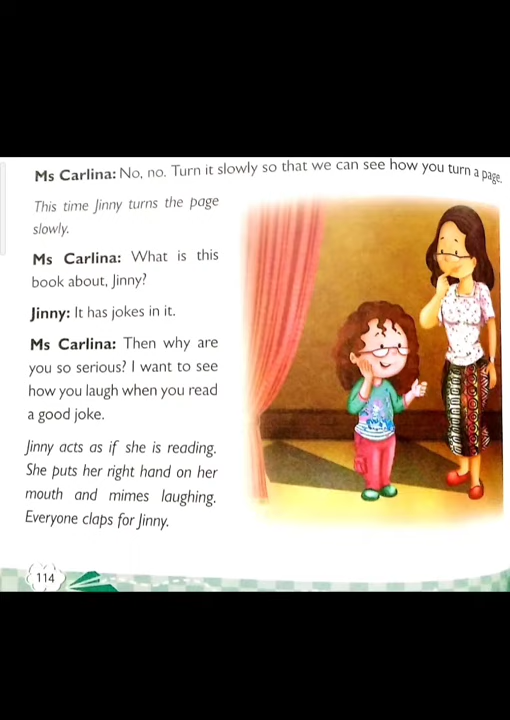 Ms Carlina: No, no. Turn it slowly so that we can see how you turn a page.
This time Jinny turns the page
slowly.
Ms Carlina: What is this
book about, Jinny?
Jinny: It has jokes in it.
Ms Carlina: Then why are
you so serious? I want to see
how you laugh when you read
a good joke.
Jinny acts as if she is reading.
She puts her right hand on her
mouth and mimes laughing.
Everyone claps for Jinny.
114